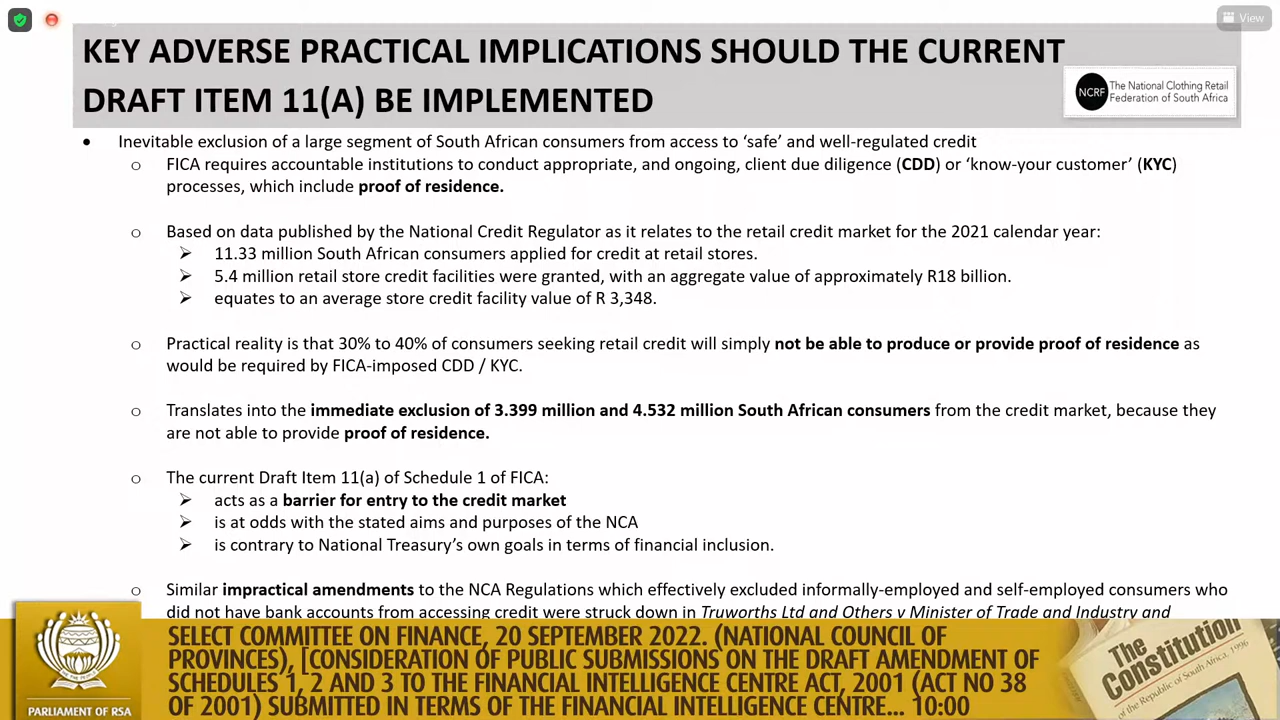 View
KEY ADVERSE PRACTICAL IMPLICATIONS SHOULD THE CURRENT
DRAFT ITEM 11(A) BE IMPLEMENTED
NCRF
The National Clothing Retail
Federation of South Africa
• Inevitable exclusion of a large segment of South African consumers from access to ‘safe’ and well-regulated credit
o FICA requires accountable institutions to conduct appropriate, and ongoing, client due diligence (CDD) or ‘know-your customer’ (KYC)
processes, which include proof of residence.
o Based on data published by the National Credit Regulator as it relates to the retail credit market for the 2021 calendar year:
➢ 11.33 million South African consumers applied for credit at retail stores.
➢ 5.4 million retail store credit facilities were granted, with an aggregate value of approximately R18 billion.
➢ equates to an average store credit facility value of R 3,348.
o Practical reality is that 30% to 40% of consumers seeking retail credit will simply not be able to produce or provide proof of residence as
would be required by FICA-imposed CDD / KYC.
o Translates into the immediate exclusion of 3.399 million and 4.532 million South African consumers from the credit market, because they
are not able to provide proof of residence.
o The current Draft Item 11(a) of Schedule 1 of FICA:
➢ acts as a barrier for entry to the credit market
➢ is at odds with the stated aims and purposes of the NCA
➢ is contrary to National Treasury’s own goals in terms of financial inclusion.
o Similar impractical amendments to the NCA Regulations which effectively excluded informally-employed and self-employed consumers who
did not have bank accounts from accessing credit were struck down in Truworths Ltd and Others v Minister of Trade and Industry and
SELECT COMMITTEE ON FINANCE, 20 SEPTEMBER 2022. (NATIONAL COUNCIL OF
PROVINCES), [CONSIDERATION OF PUBLIC SUBMISSIONS ON THE DRAFT AMENDMENT OF
SCHEDULES 1, 2 AND 3 TO THE FINANCIAL INTELLIGENCE CENTRE ACT, 2001 (ACT NO 38
OF 2001) SUBMITTED IN TERMS OF THE FINANCIAL INTELLIGENCE CENTRE... 10:00
PARLIAMENT OF RSA
The
Constitution
of the Republic of South Africa, 1996